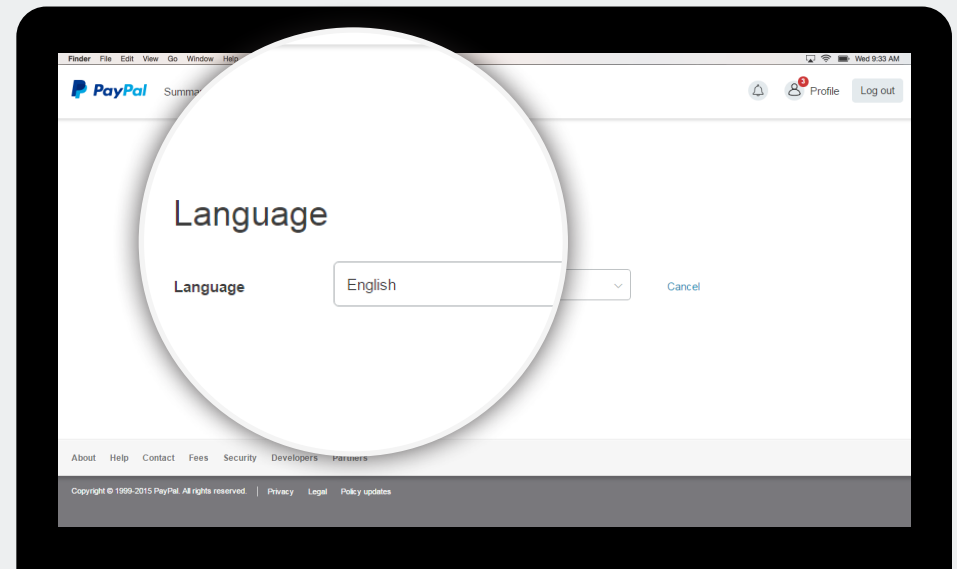 Finder File Edit View Go Window Help Wed 9:33 AM
PayPal 3 Profile Log out
Language
Language English Cancel
About Help Contact Fees Security Developers Partners
Copyright © 1999-2015 PayPal. All rights reserved. Privacy Legal Policy updates